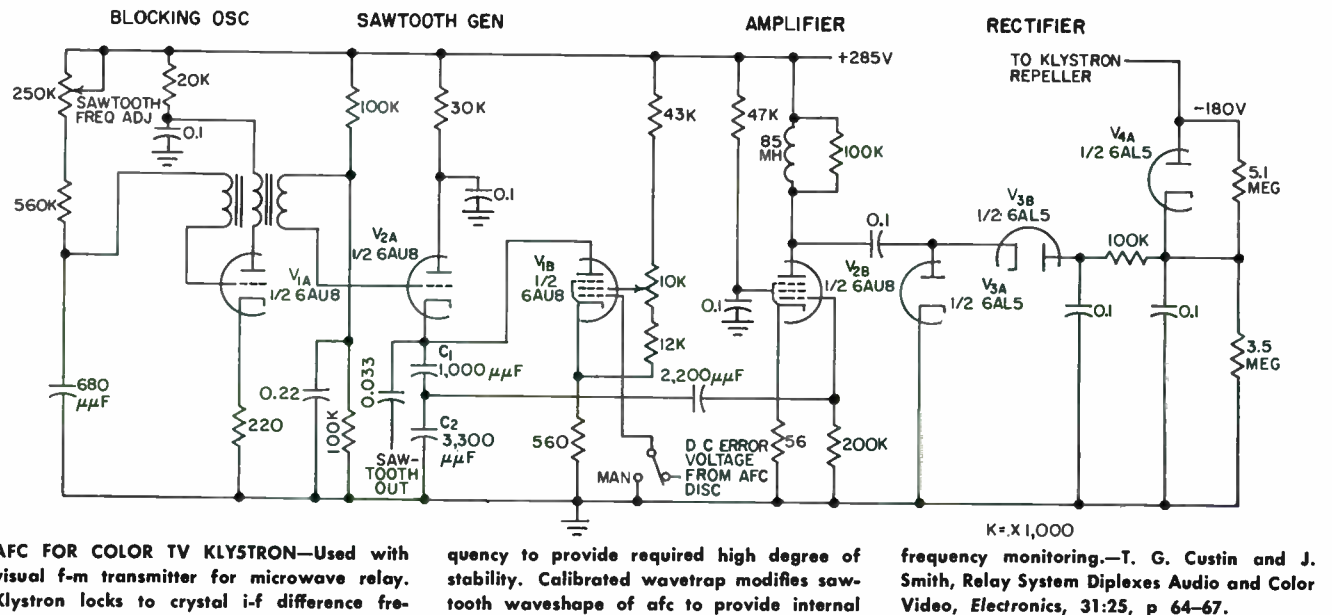 BLOCKING OSC
SAWTOOTH GEN
AMPLIFIER
RECTIFIER
+285V
TO KLYSTRON
REPELLER
-180V
250K
SAWTOOTH
FREQ ADJ
20K
0.1
100K
30K
0.1
43K
47K
85
MH
100K
V4A
1/2 6AL5
5.1
MEG
560K
V1A
1/2 6AU8
V2A
1/2 6AU8
V1B
1/2
6AU8
10K
12K
0.1
V2B
1/2 6AU8
0.1
V3A
1/2 6AL5
V3B
1/2 6AL5
100K
0.1
0.1
3.5
MEG
680
μμF
220
0.22
100K
0.033
SAW-
TOOTH
OUT
C1
1,000 μμF
C2
3,300
μμF
2,200μμF
560
MAN
D C ERROR
VOLTAGE
FROM AFC
DISC
56
200K
K=X1,000
AFC FOR COLOR TV KLYSTRON—Used with
visual f-m transmitter for microwave relay.
Klystron locks to crystal i-f difference fre-
quency to provide required high degree of
stability. Calibrated wavetrap modifies saw-
tooth waveshape of afc to provide internal
frequency monitoring.—T. G. Custin and J.
Smith, Relay System Diplexes Audio and Color
Video, Electronics, 31:25, p 64–67.